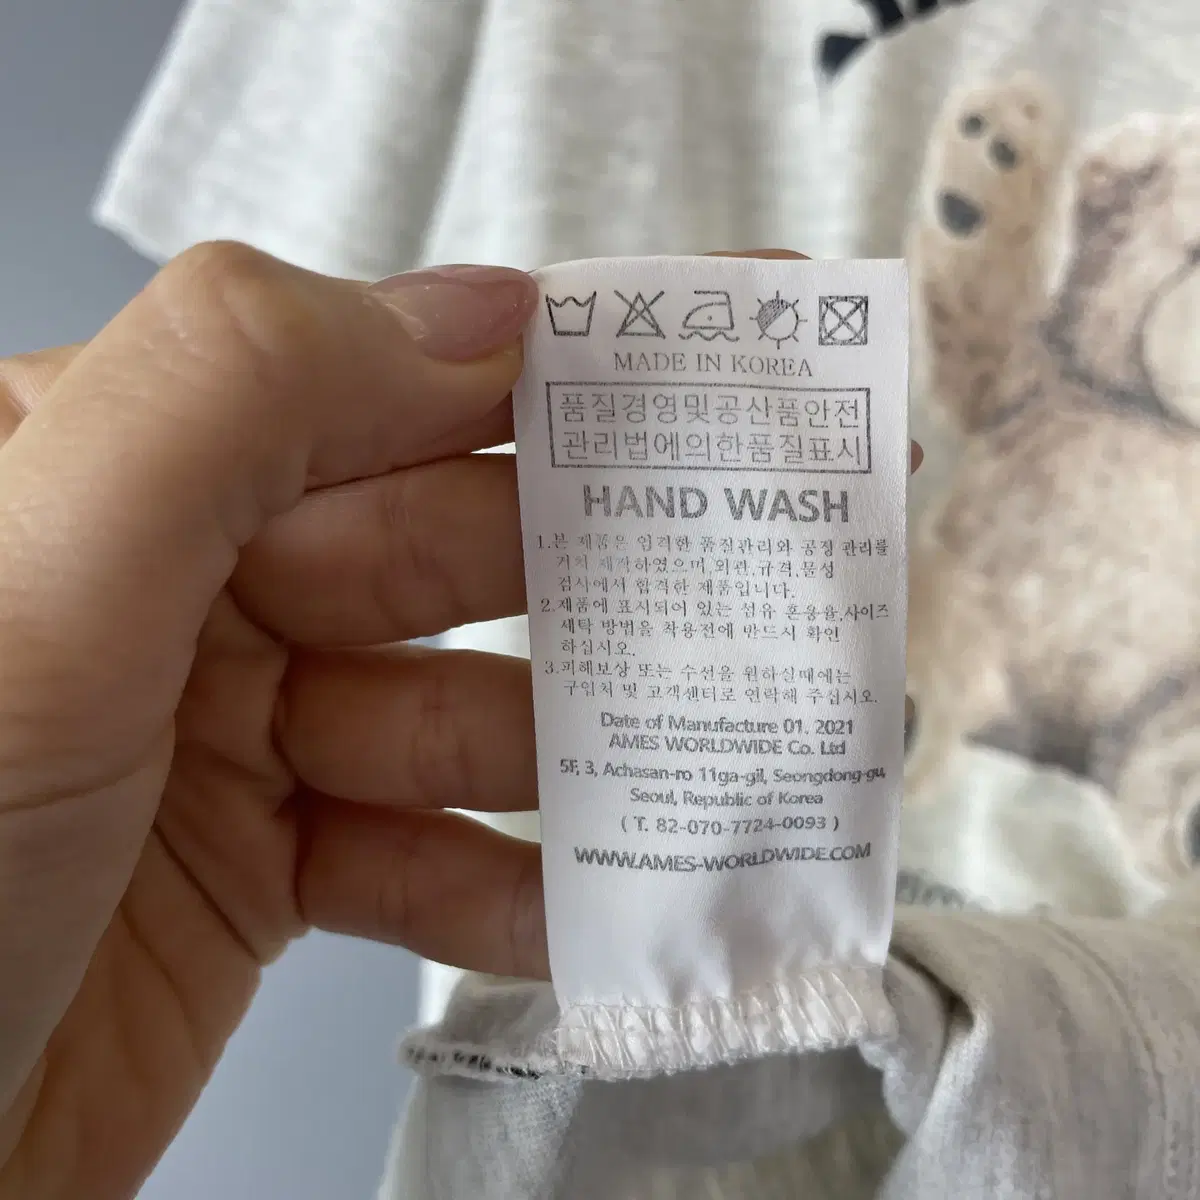 MADE IN KOREA
품질경영및공산품안전
관리법에의한품질표시
HAND WASH
1.본 제품은 엄격한 품질관리와 공정 관리를
거쳐 제작하였으며,외관,규격,물성
검사에서 합격한 제품입니다.
2.제품에 표시되어 있는 섬유 혼용율,사이즈
세탁 방법을 착용전에 반드시 확인
하십시오.
3.피해보상 또는 수선을 원하실때에는
구입처 및 고객센터로 연락해 주십시오.
Date of Manufacture 01. 2021
AMES WORLDWIDE Co. Ltd
5F, 3, Achasan-ro 11ga-gil, Seongdong-gu,
Seoul, Republic of Korea
( T. 82-070-7724-0093 )
WWW.AMES-WORLDWIDE.COM